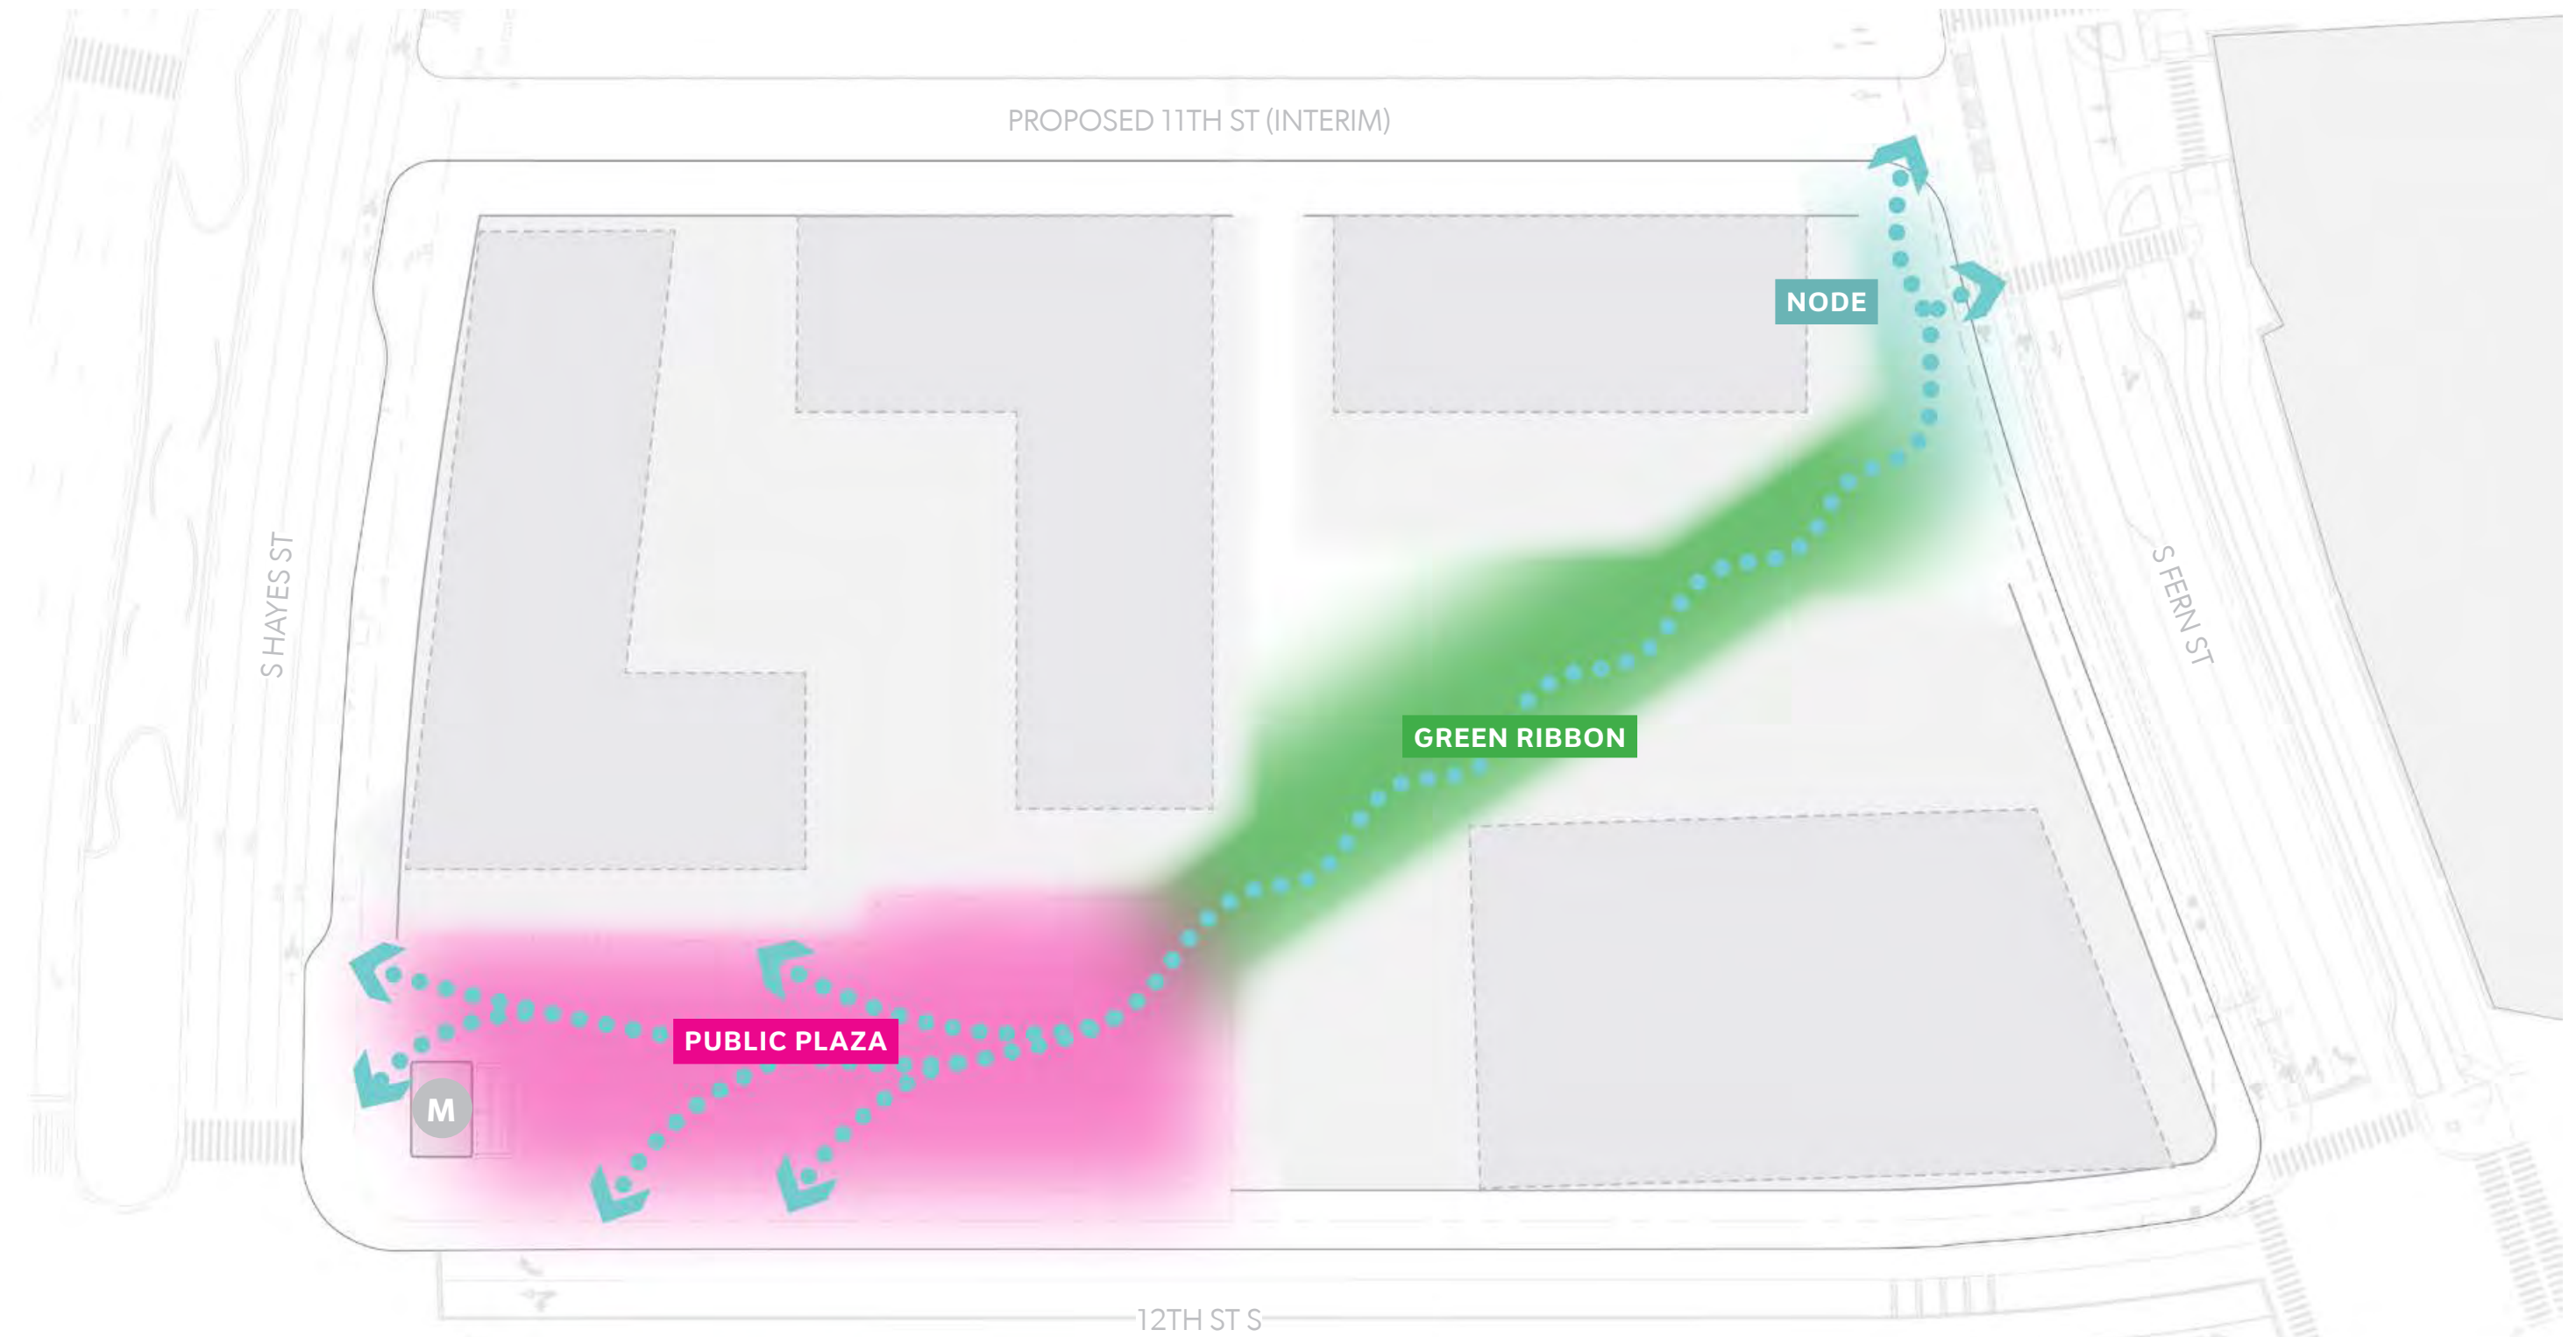 PROPOSED 11TH ST (INTERIM)
NODE
S HAYES ST
S FERN ST
GREEN RIBBON
PUBLIC PLAZA
M
12TH ST S